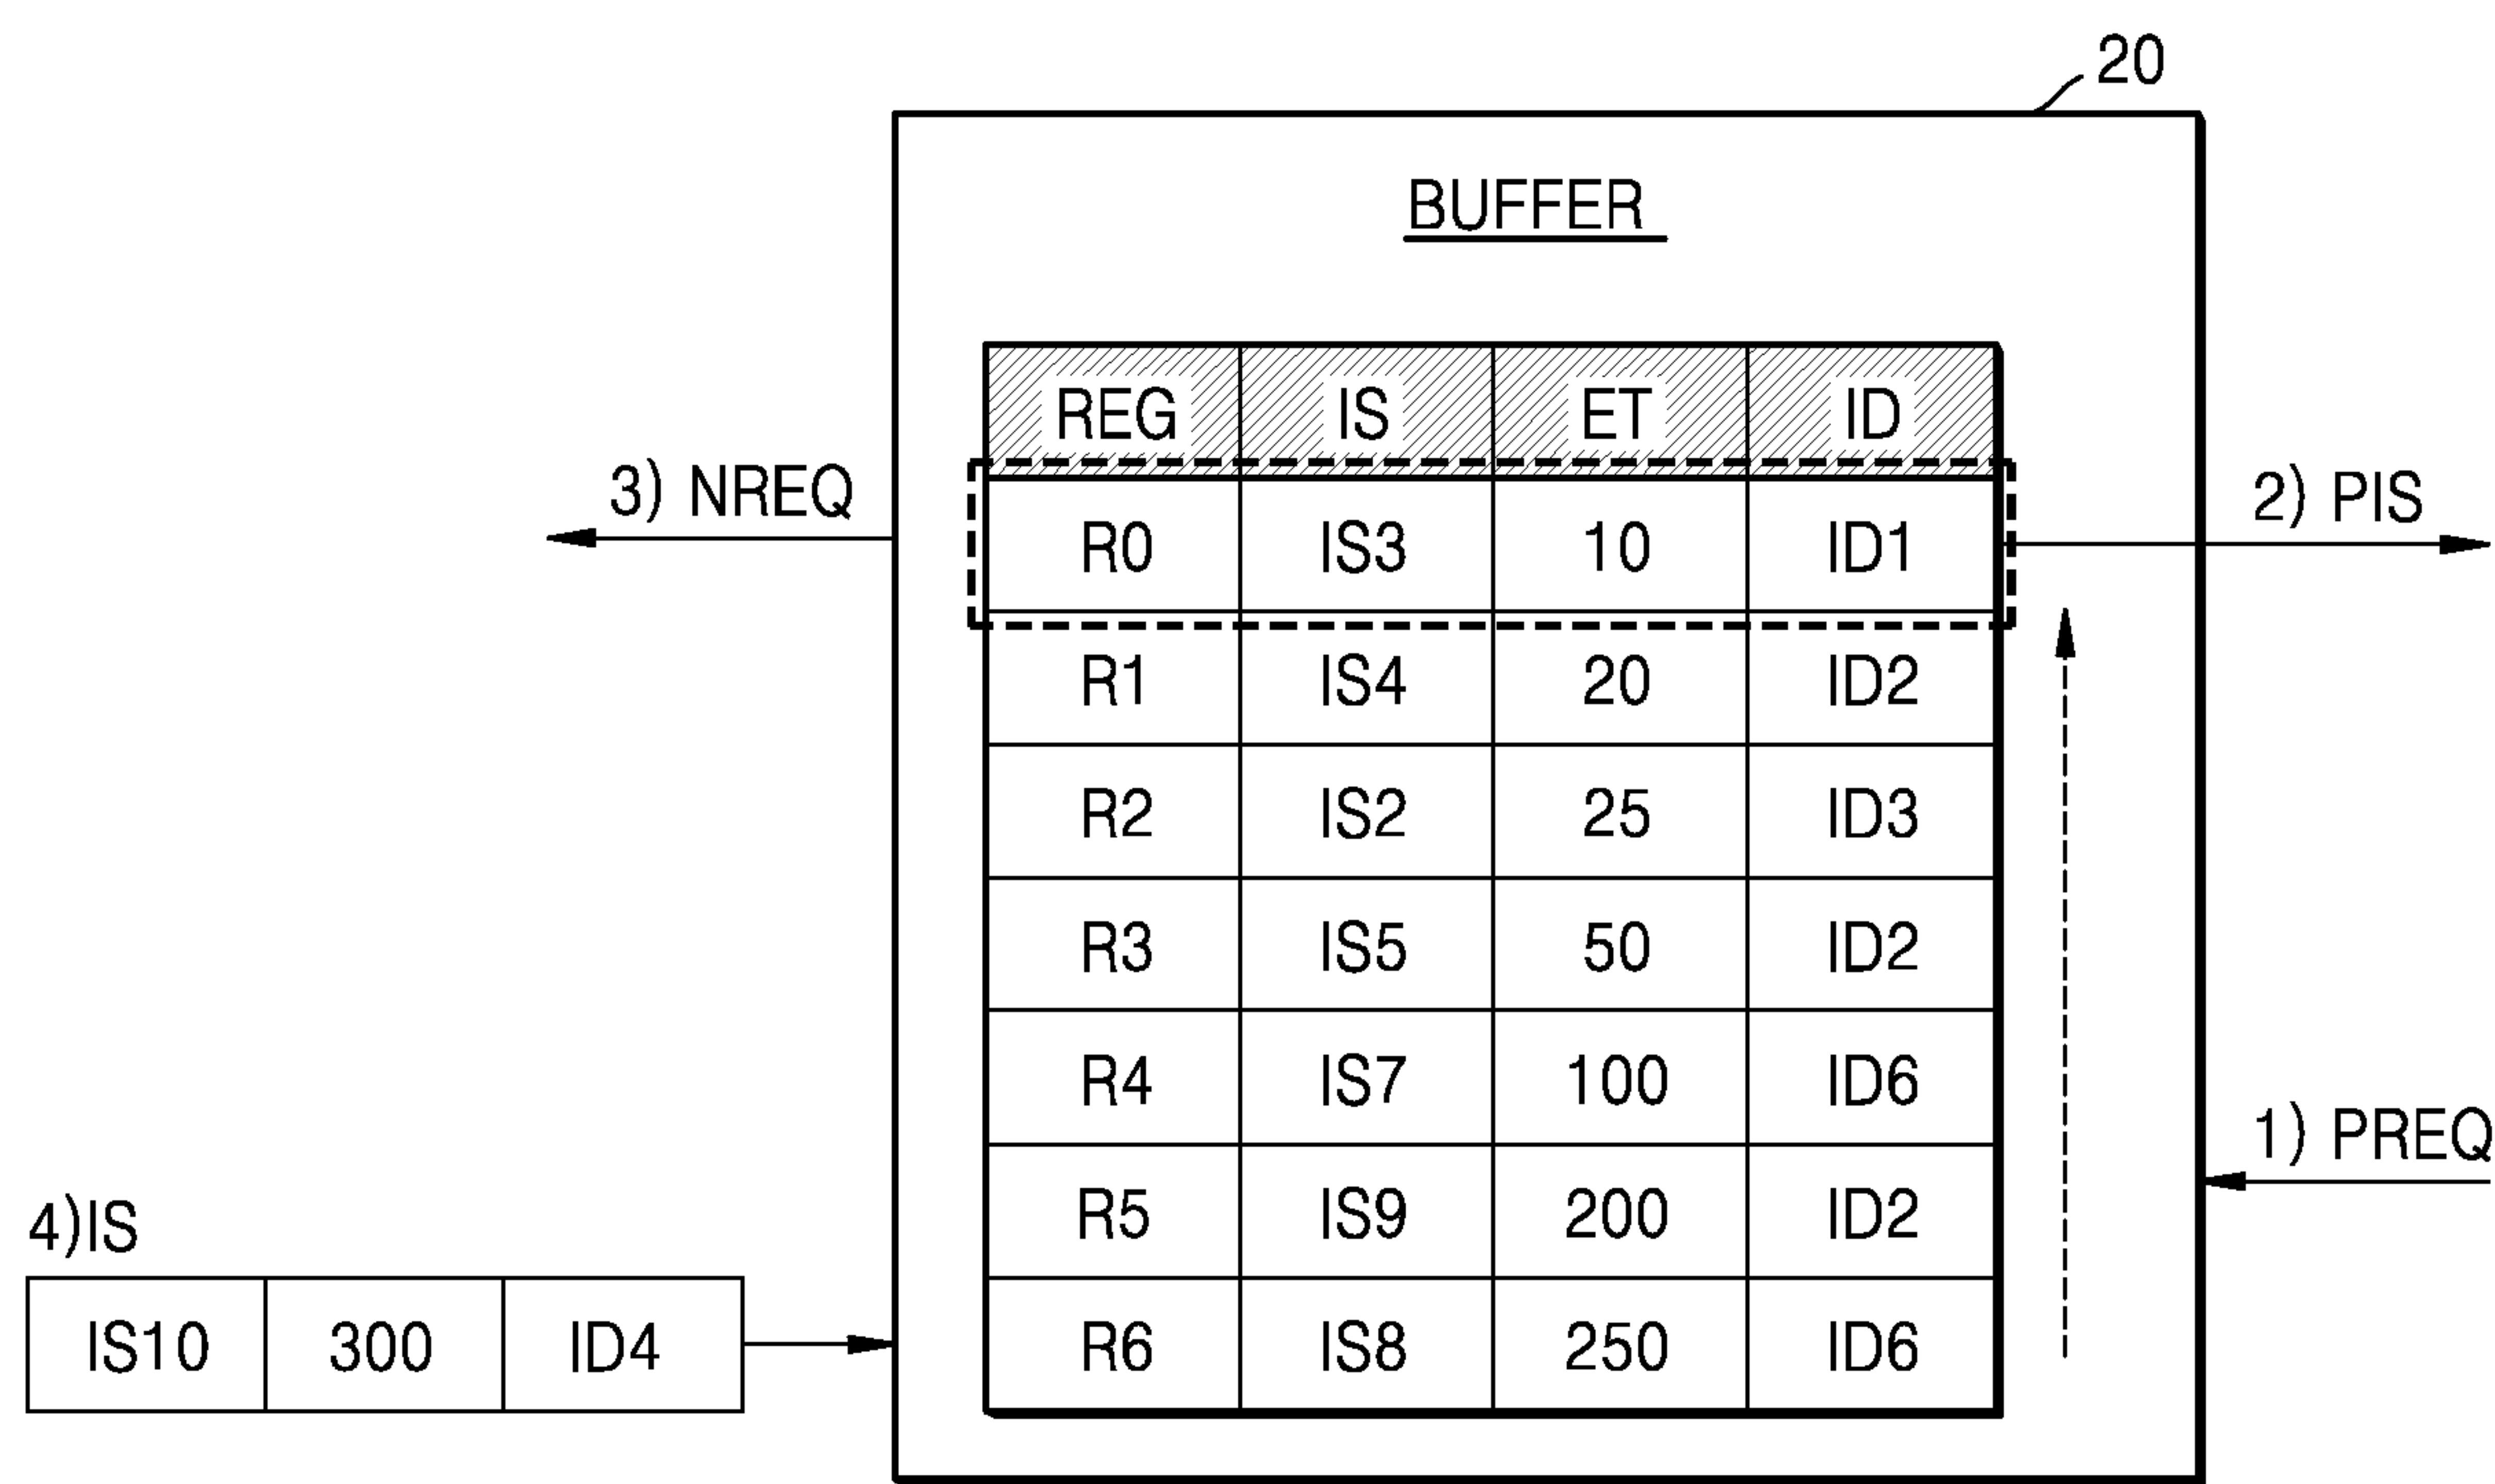 20
BUFFER
REG IS ET ID
3) NREQ
2) PIS
R0 IS3 10 ID1
R1 IS4 20 ID2
R2 IS2 25 ID3
R3 IS5 50 ID2
R4 IS7 100 ID6
1) PREQ
R5 IS9 200 ID2
4)IS
IS10 300 ID4
R6 IS8 250 ID6